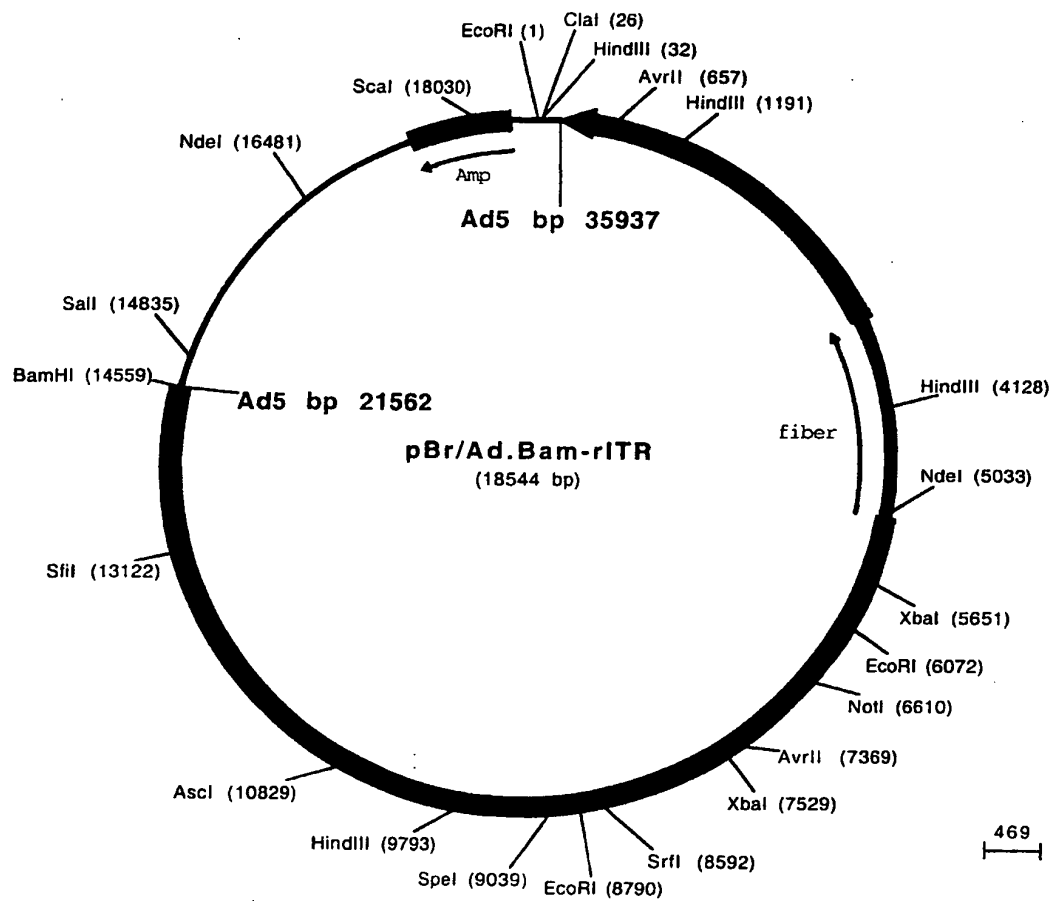 EcoRI (1)
ClaI (26)
HindIII (32)
AvrII (657)
HindIII (1191)
ScaI (18030)
NdeI (16481)
Amp
Ad5 bp 35937
SalI (14835)
BamHI (14559)
Ad5 bp 21562
HindIII (4128)
fiber
pBr/Ad.Bam-rITR
(18544 bp)
NdeI (5033)
SfiI (13122)
XbaI (5651)
EcoRI (6072)
NotI (6610)
AvrII (7369)
XbaI (7529)
AscI (10829)
HindIII (9793)
SrfI (8592)
SpeI (9039)
EcoRI (8790)
469